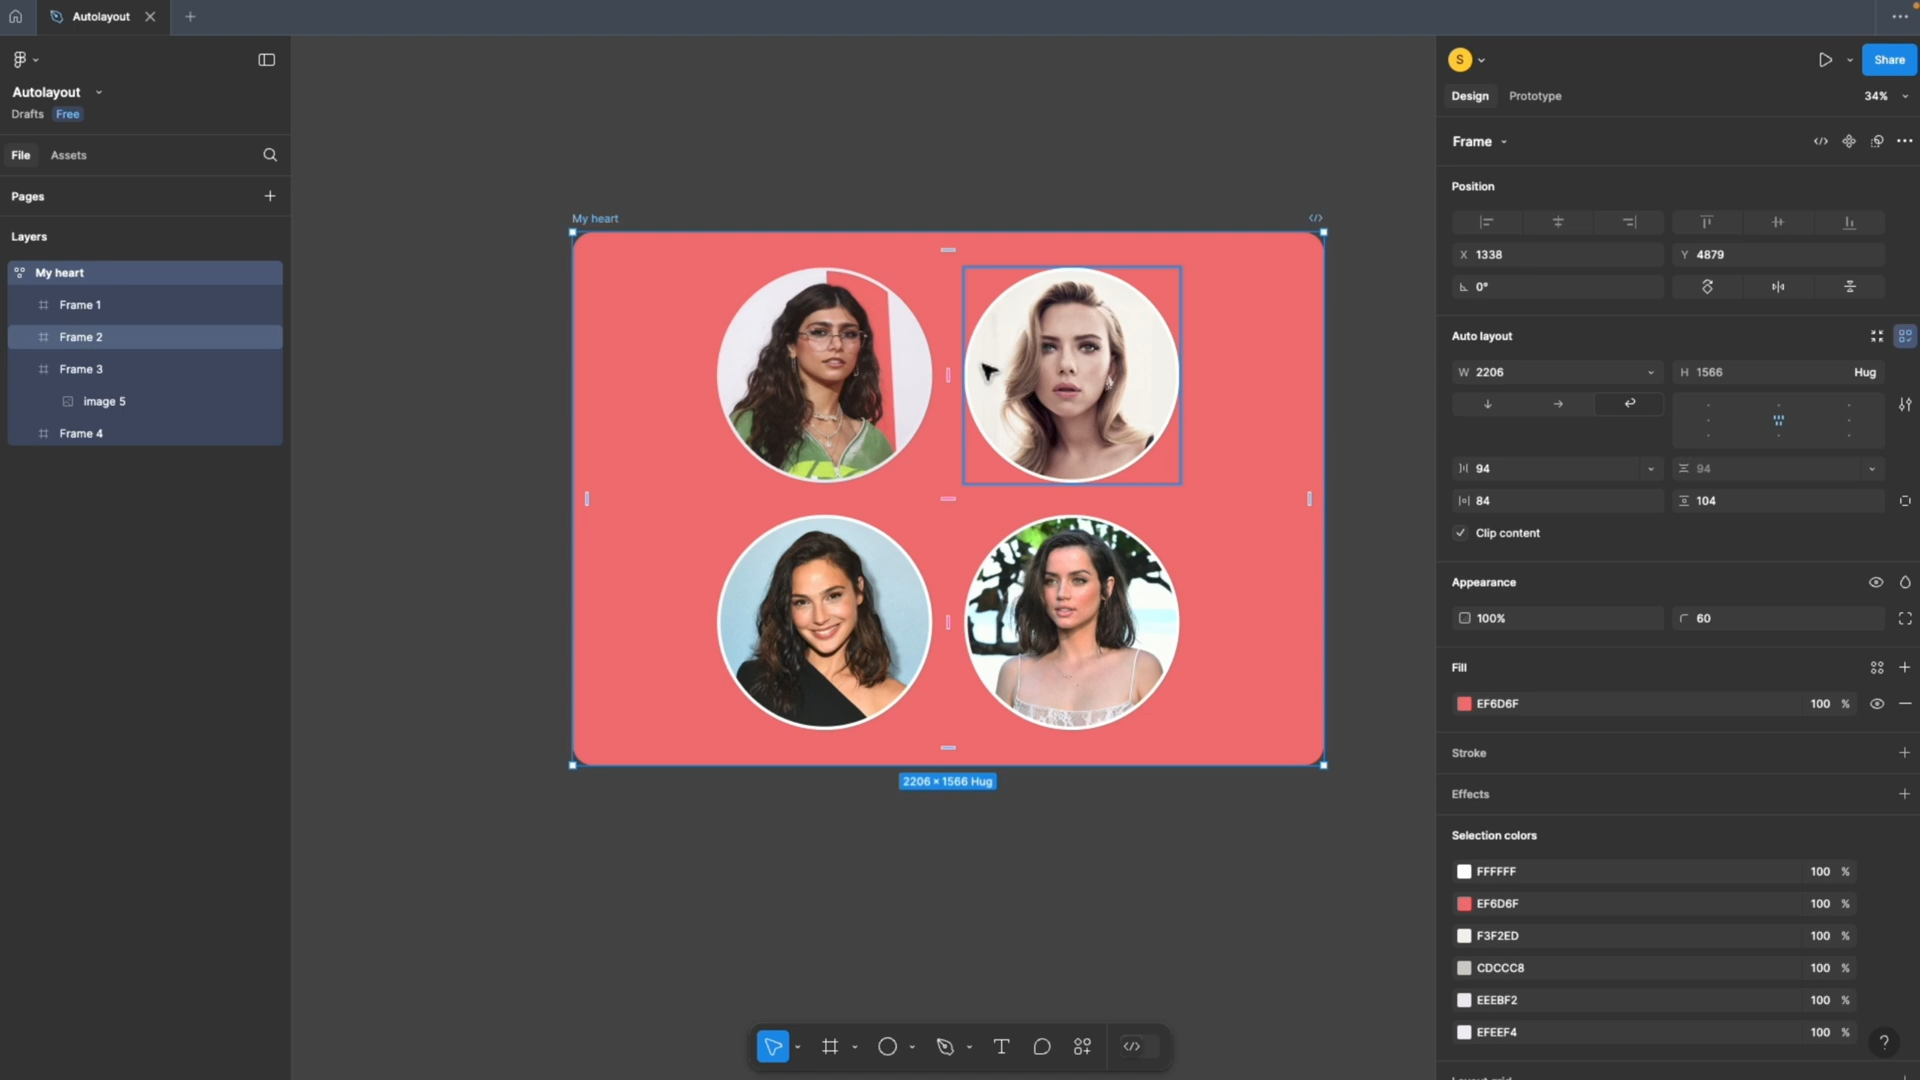 Autolayout
Autolayout
Drafts Free
File Assets
Pages
Layers
My heart
Frame 1
Frame 2
Frame 3
image 5
Frame 4
My heart
2206 × 1566 Hug
S
Share
Design Prototype 34%
Frame
Position
X 1338 Y 4879
0°
Auto layout
W 2206 H 1566 Hug
94 94
84 104
Clip content
Appearance
100% 60
Fill
EF6D6F 100 %
Stroke
Effects
Selection colors
FFFFFF 100 %
EF6D6F 100 %
F3F2ED 100 %
CDCCC8 100 %
EEEBF2 100 %
EFEEF4 100 %
?